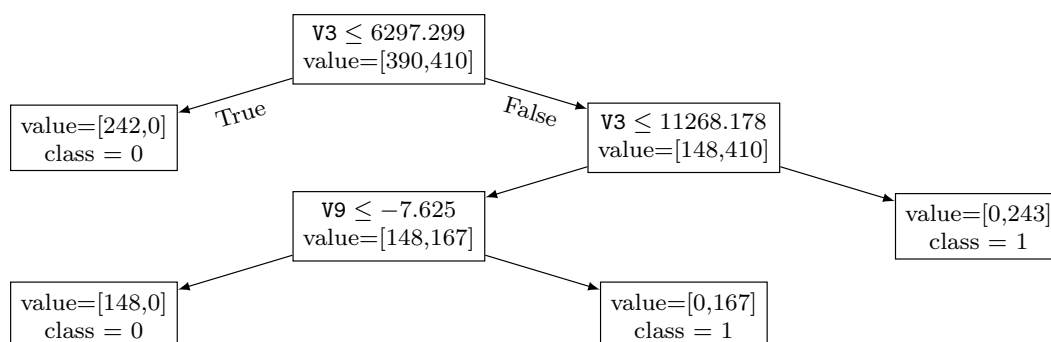 V3 ≤ 6297.299
value=[390,410]
True
False
value=[242,0]
class = 0
V3 ≤ 11268.178
value=[148,410]
V9 ≤ −7.625
value=[148,167]
value=[0,243]
class = 1
value=[148,0]
class = 0
value=[0,167]
class = 1